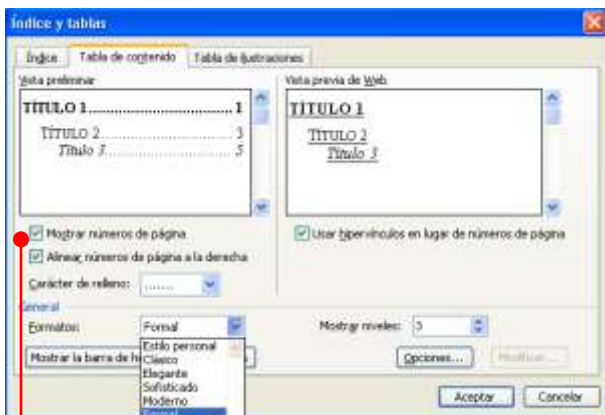 Índice y tablas
Índice Tabla de contenido Tabla de ilustraciones
Vista preliminar
TÍTULO 1 ........................ 1
TÍTULO 2 ........................ 3
Título 3 ........................ 5
Vista previa de Web
TÍTULO 1
TÍTULO 2
Título 3
Mostrar números de página
Alinear números de página a la derecha
Carácter de relleno: .......
Usar hipervínculos en lugar de números de página
General
Formatos: Formal
Mostrar niveles: 3
Estilo personal
Clásico
Elegante
Sofisticado
Moderno
Formal
Mostrar la barra de
Opciones... Modificar...
Aceptar Cancelar